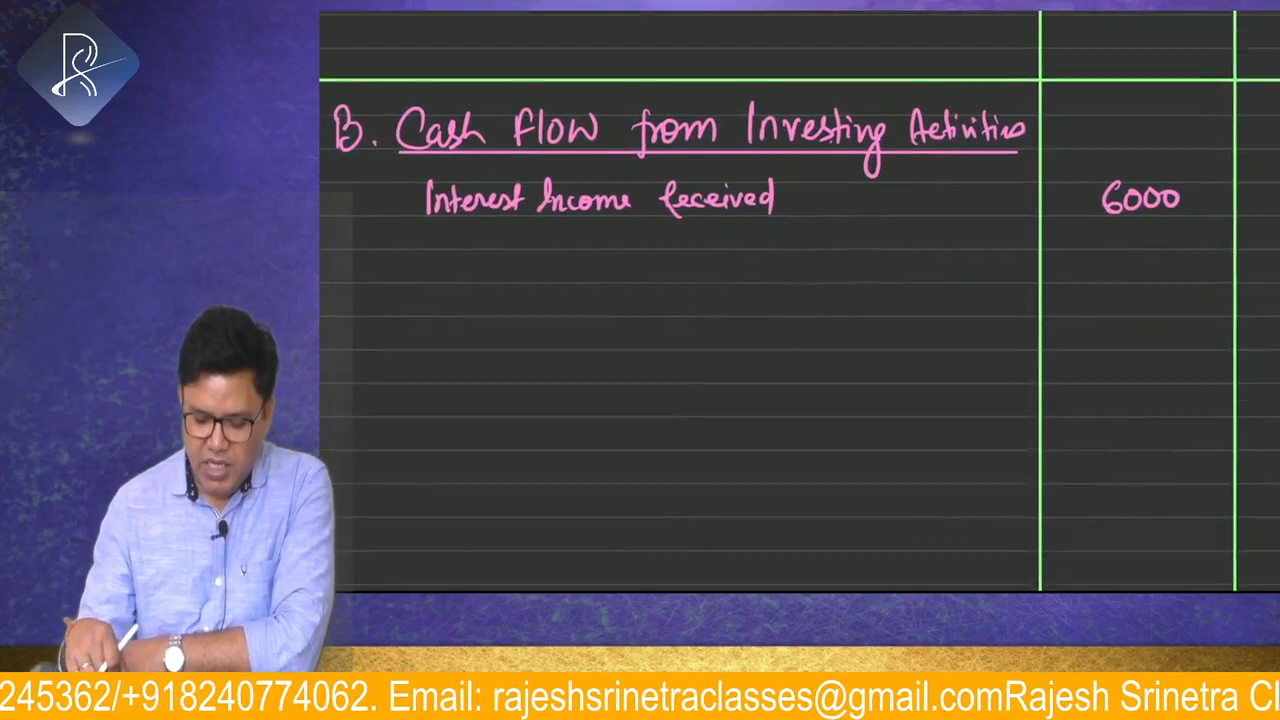 B. Cash Flow from Investing Activities
Interest Income Received 6000
245362/+918240774062. Email: rajeshsrinetraclasses@gmail.comRajesh Srinetra Cl